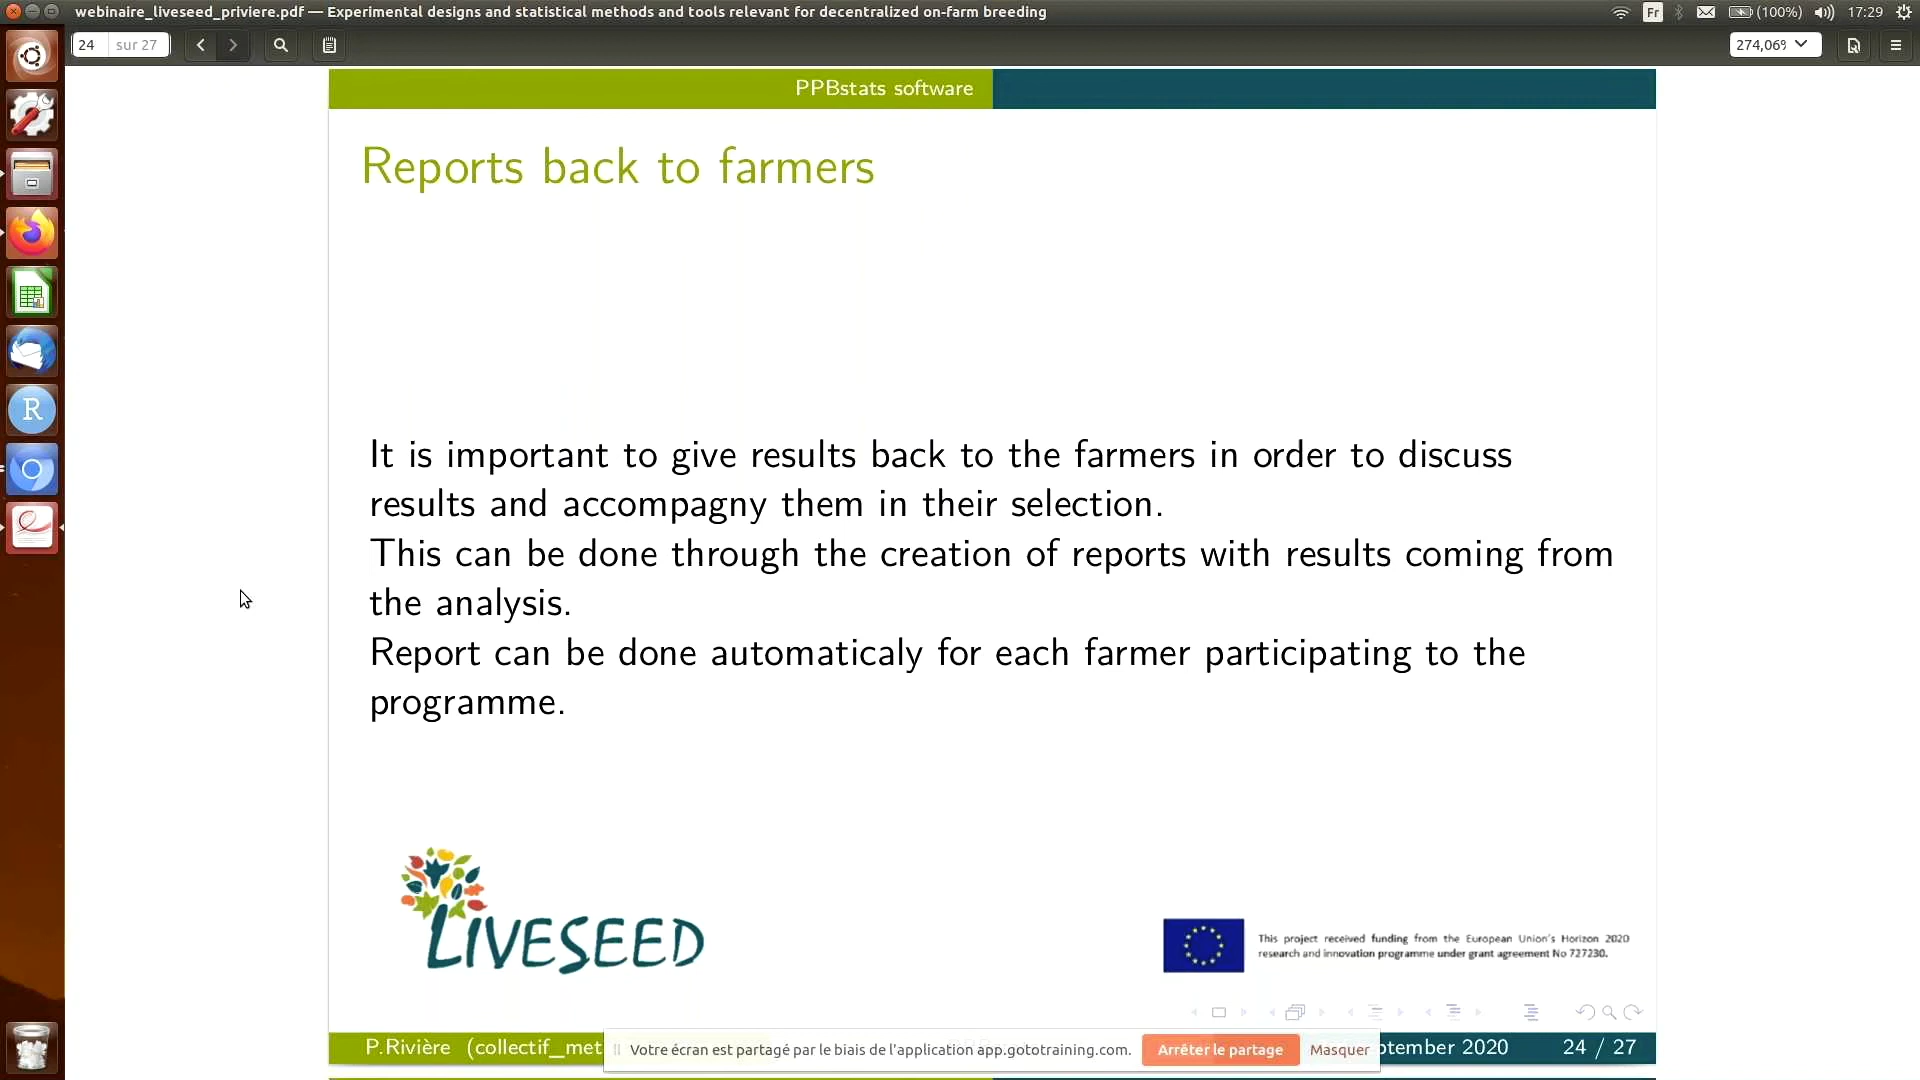 webinaire_liveseed_priviere.pdf — Experimental designs and statistical methods and tools relevant for decentralized on-farm breeding
Fr
(100%)
17:29
24 sur 27
274,06%
PPBstats software
Reports back to farmers
It is important to give results back to the farmers in order to discuss
results and accompagny them in their selection.
This can be done through the creation of reports with results coming from
the analysis.
Report can be done automaticaly for each farmer participating to the
programme.
LIVESEED
This project received funding from the European Union's Horizon 2020
research and innovation programme under grant agreement No 727230.
P.Rivière (collectif_met
Votre écran est partagé par le biais de l'application app.gototraining.com.
Arrêter le partage
Masquer
ptember 2020
24 / 27
R